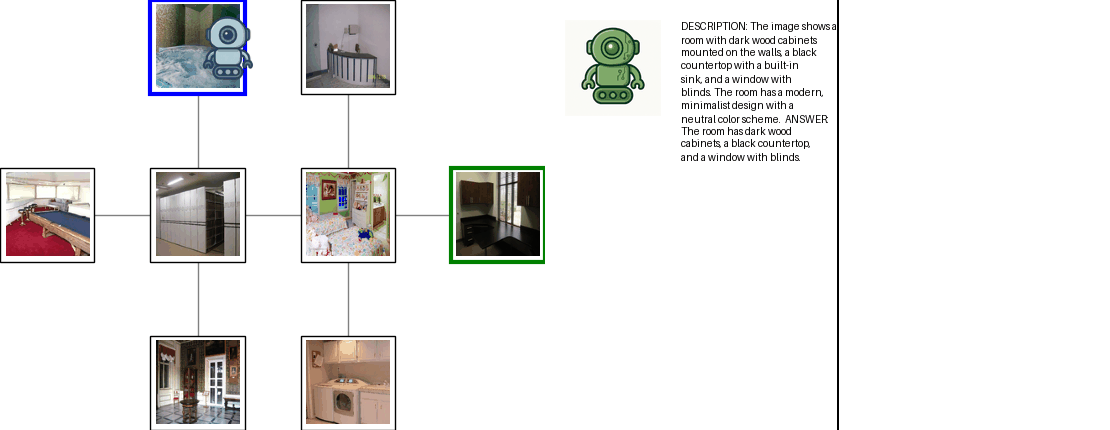 DESCRIPTION: The image shows a
room with dark wood cabinets
mounted on the walls, a black
countertop with a built-in
sink, and a window with
blinds. The room has a modern,
minimalist design with a
neutral color scheme. ANSWER:
The room has dark wood
cabinets, a black countertop,
and a window with blinds.